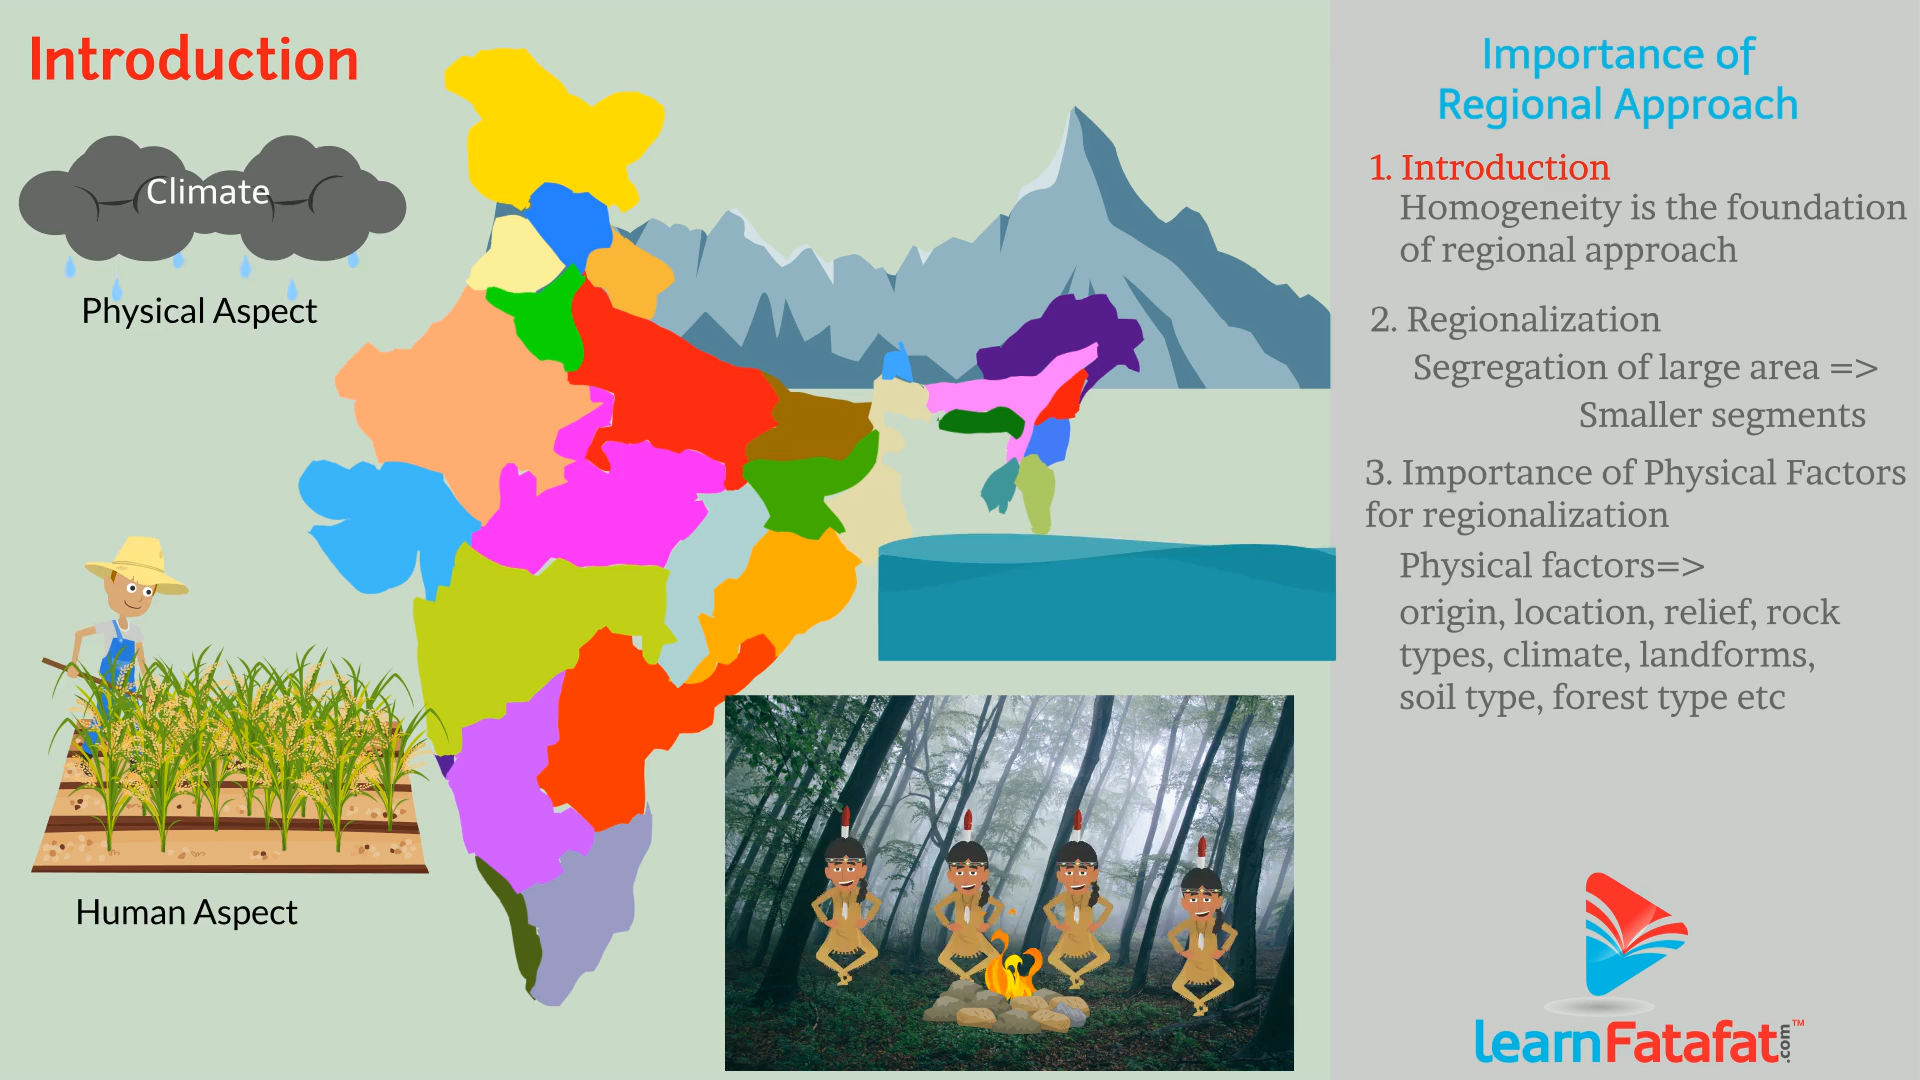 Introduction
Climate
Physical Aspect
Human Aspect
Importance of
Regional Approach
1. Introduction
Homogeneity is the foundation
of regional approach
2. Regionalization
Segregation of large area =>
Smaller segments
3. Importance of Physical Factors
for regionalization
Physical factors=>
origin, location, relief, rock
types, climate, landforms,
soil type, forest type etc
learnFatafat.com™